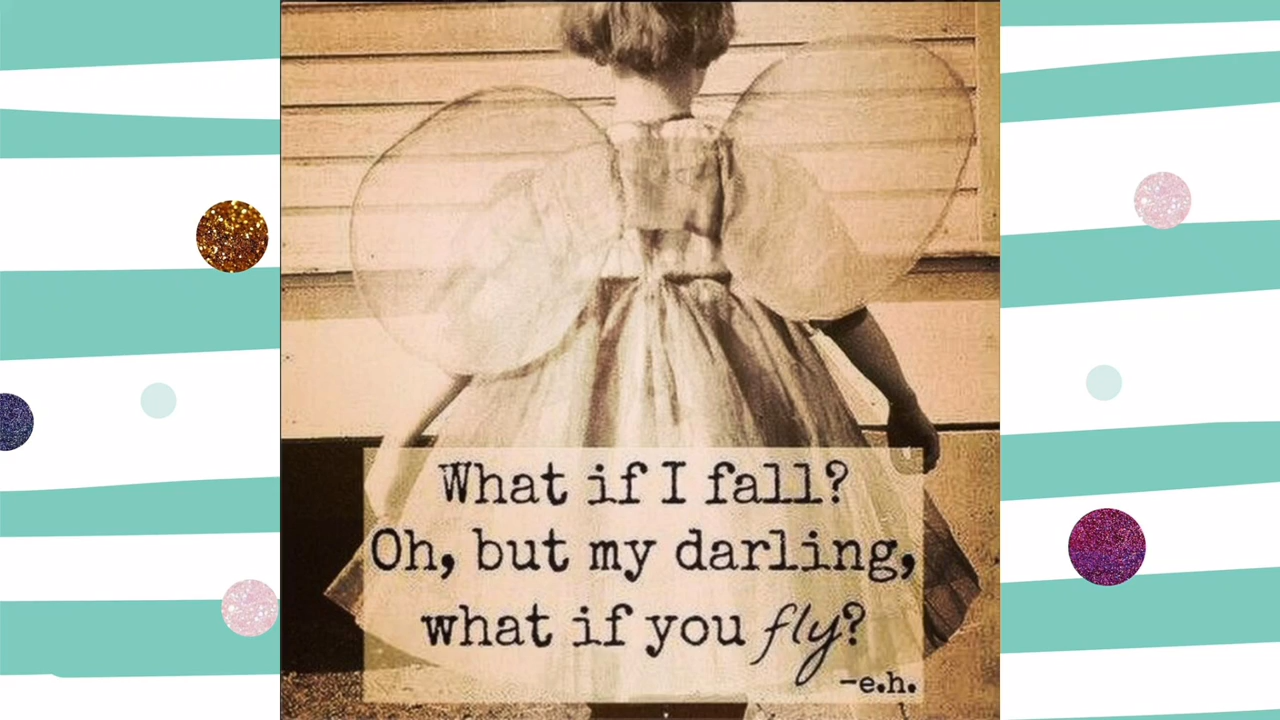 What if I fall?
Oh, but my darling,
what if you fly?
-e.h.